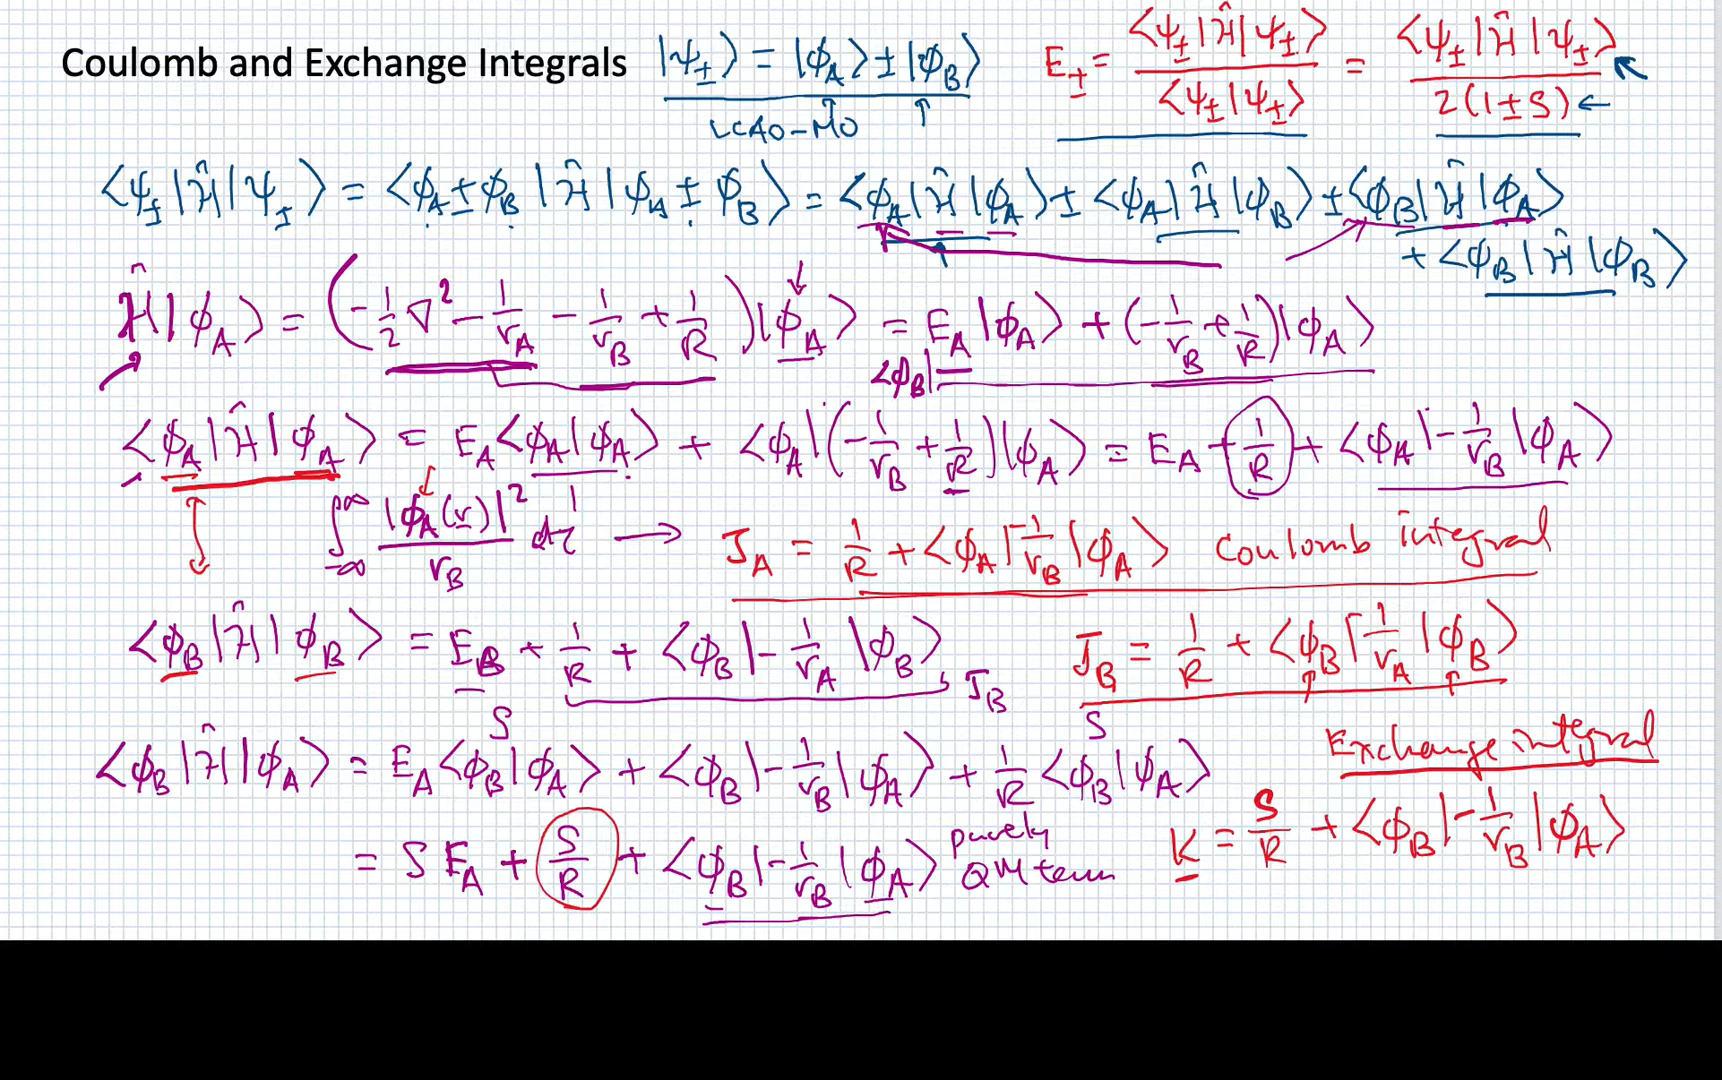 Coulomb and Exchange Integrals |ψ±⟩ = |ϕA⟩ ± |ϕB⟩ E± = ⟨ψ±|Ĥ|ψ±⟩ / ⟨ψ±|ψ±⟩ = ⟨ψ±|Ĥ|ψ±⟩ / 2(1±S) ←
LCAO-MO
⟨ψ±|Ĥ|ψ±⟩ = ⟨ϕA ± ϕB|Ĥ|ϕA ± ϕB⟩ = ⟨ϕA|Ĥ|ϕA⟩ ± ⟨ϕA|Ĥ|ϕB⟩ ± ⟨ϕB|Ĥ|ϕA⟩
+ ⟨ϕB|Ĥ|ϕB⟩
Ĥ|ϕA⟩ = (-1/2 ∇² - 1/rA - 1/rB + 1/R)|ϕA⟩ = EA|ϕA⟩ + (-1/rB + 1/R)|ϕA⟩
⟨ϕB|
⟨ϕA|Ĥ|ϕA⟩ = EA⟨ϕA|ϕA⟩ + ⟨ϕA|(-1/rB + 1/R)|ϕA⟩ = EA + 1/R + ⟨ϕA|-1/rB|ϕA⟩
∫_{-∞}^{+∞} |ϕA(r)|²/rB dτ → JA = 1/R + ⟨ϕA|-1/rB|ϕA⟩ Coulomb integral
⟨ϕB|Ĥ|ϕB⟩ = EB + 1/R + ⟨ϕB|-1/rA|ϕB⟩ JB JB = 1/R + ⟨ϕB|-1/rA|ϕB⟩
S S
⟨ϕB|Ĥ|ϕA⟩ = EA⟨ϕB|ϕA⟩ + ⟨ϕB|-1/rB|ϕA⟩ + 1/R⟨ϕB|ϕA⟩ Exchange integral
= S EA + S/R + ⟨ϕB|-1/rB|ϕA⟩ purely QM term K = S/R + ⟨ϕB|-1/rB|ϕA⟩